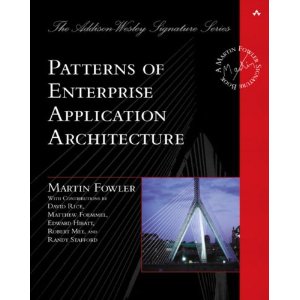 The Addison-Wesley Signature Series
A MARTIN FOWLER SIGNATURE BOOK
PATTERNS OF
ENTERPRISE
APPLICATION
ARCHITECTURE
MARTIN FOWLER
WITH CONTRIBUTIONS BY
DAVID RICE,
MATTHEW FOEMMEL,
EDWARD HIEATT,
ROBERT MEE, AND
RANDY STAFFORD